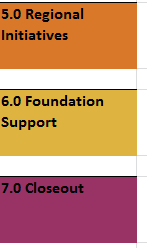 5.0 Regional
Initiatives
6.0 Foundation
Support
7.0 Closeout